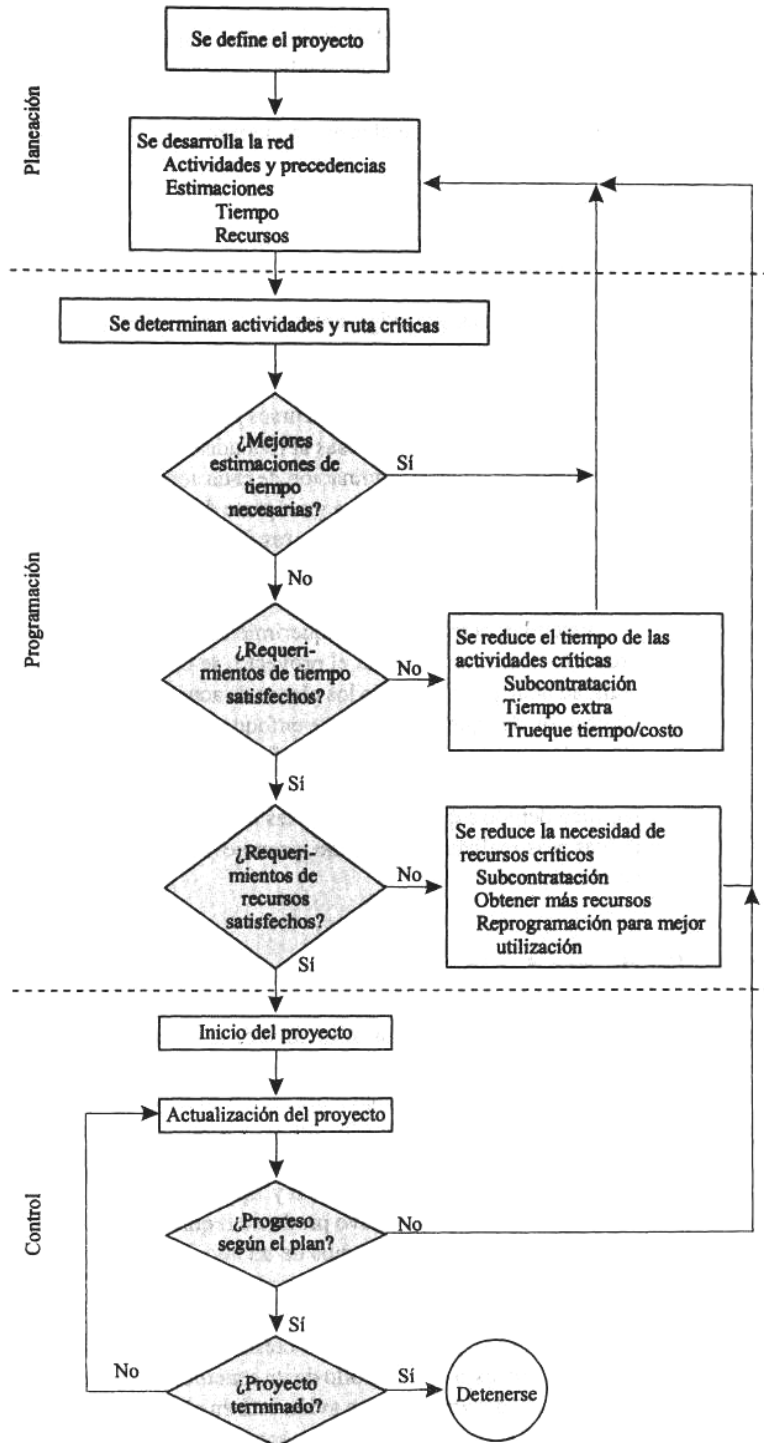 Se define el proyecto
Planeación
Se desarrolla la red
Actividades y precedencias
Estimaciones
Tiempo
Recursos
Se determinan actividades y ruta críticas
Programación
¿Mejores
estimaciones de
tiempo
necesarias?
Sí
No
¿Requeri-
mientos de tiempo
satisfechos?
No
Se reduce el tiempo de las
actividades críticas
Subcontratación
Tiempo extra
Trueque tiempo/costo
Sí
¿Requeri-
mientos de
recursos
satisfechos?
No
Se reduce la necesidad de
recursos críticos
Subcontratación
Obtener más recursos
Reprogramación para mejor
utilización
Sí
Control
Inicio del proyecto
Actualización del proyecto
¿Progreso
según el plan?
No
Sí
¿Proyecto
terminado?
No
Sí
Detenerse